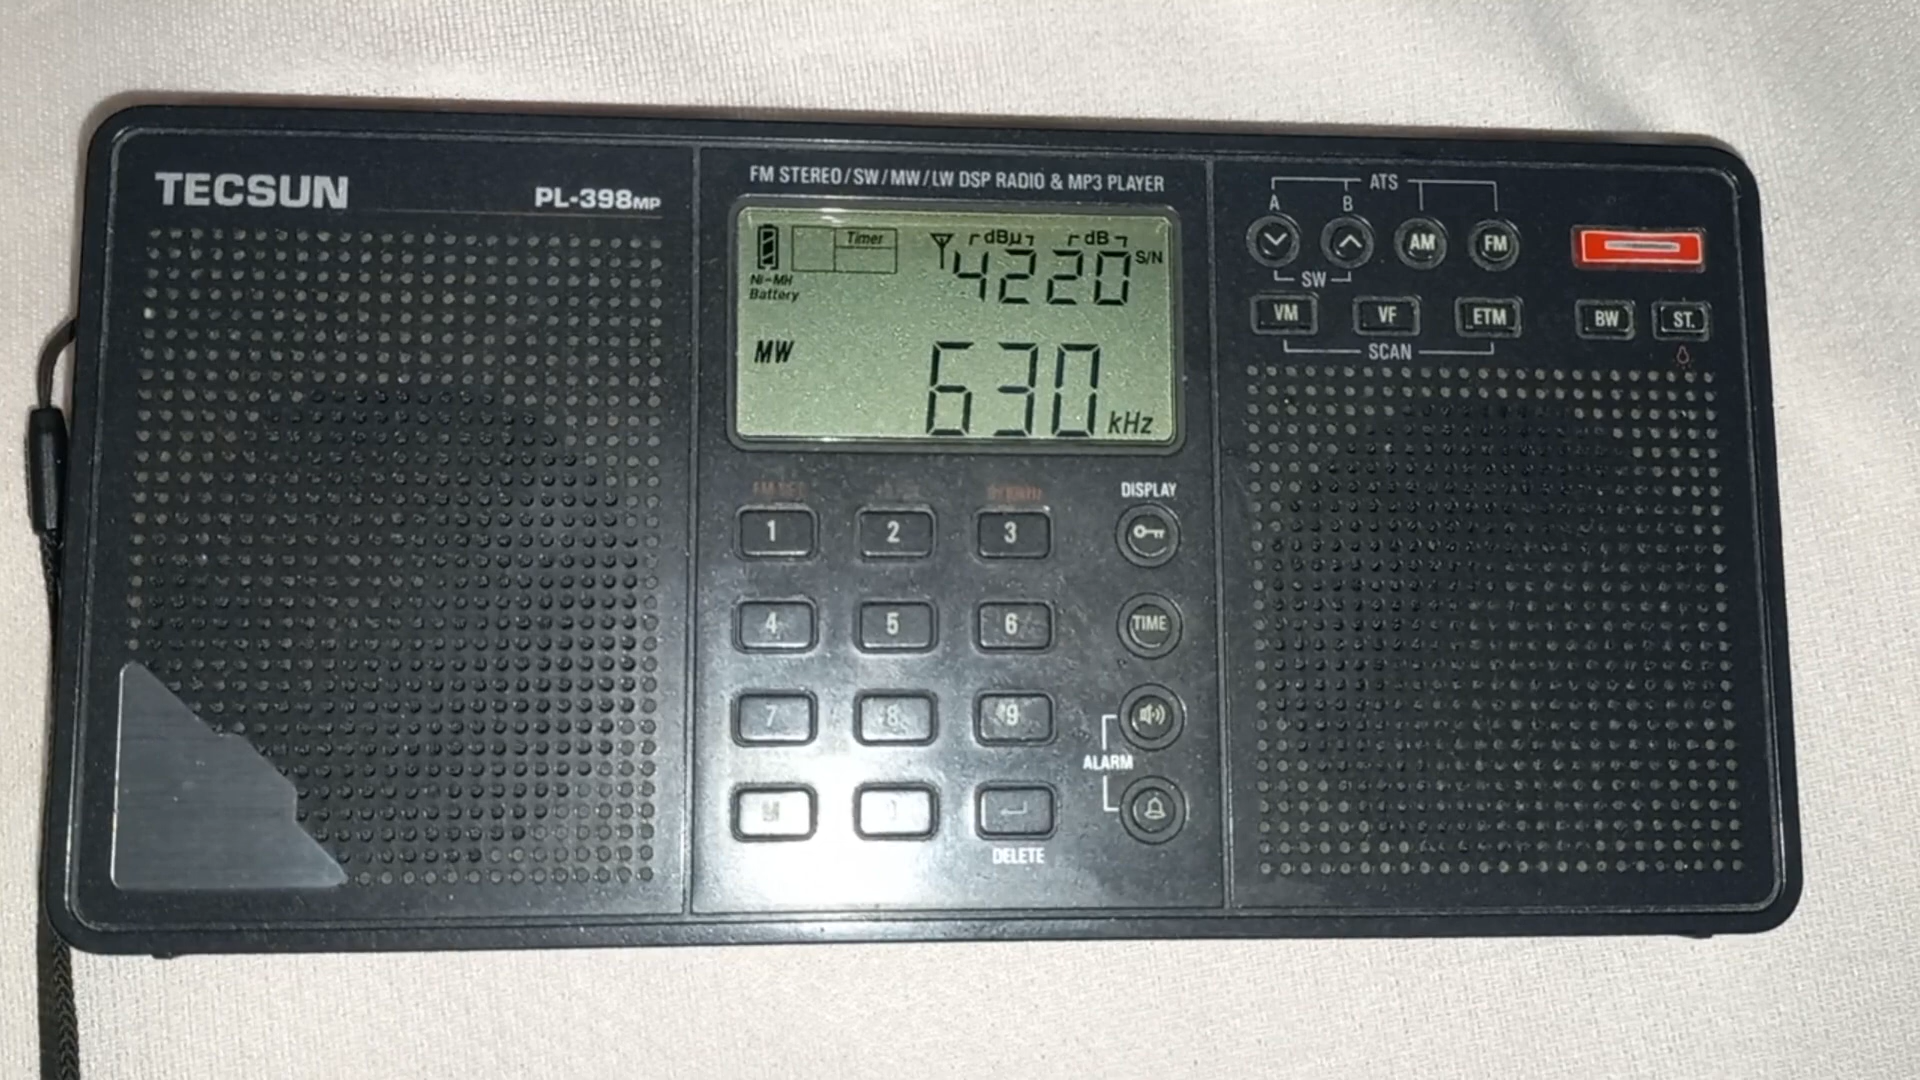 TECSUN
PL-398MP
FM STEREO/SW/MW/LW DSP RADIO & MP3 PLAYER
Timer
dBµ dB
4220 S/N
Ni-MH
Battery
MW
630 kHz
ATS
A B
AM FM
SW
VM VF ETM BW ST.
SCAN
DISPLAY
1 2 3
4 5 6 TIME
7 8 9
ALARM
M
DELETE